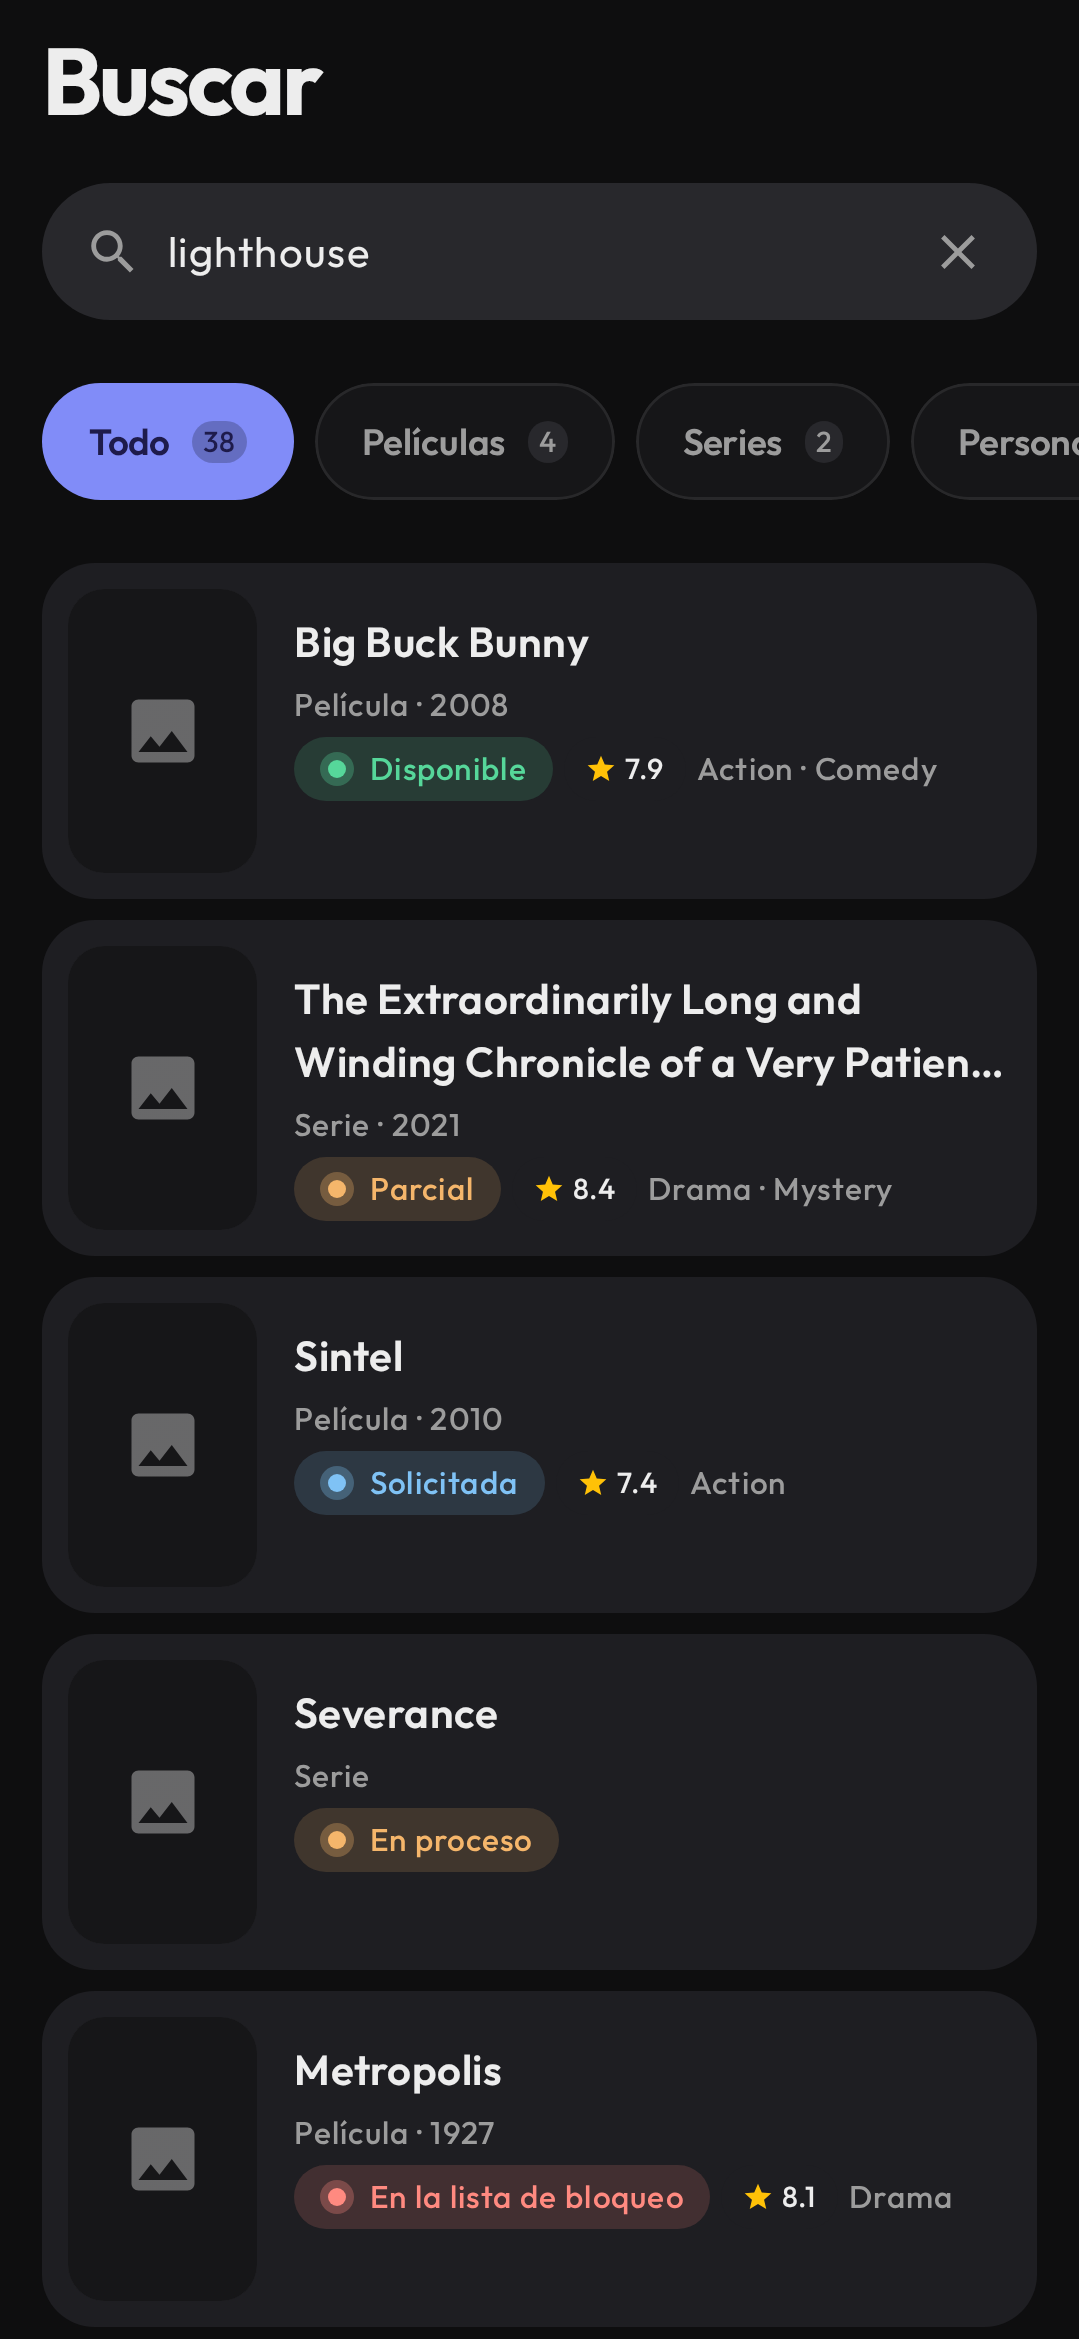 Buscar
lighthouse
Todo 38 Películas 4 Series 2
Big Buck Bunny
Película · 2008
Disponible 7.9 Action · Comedy
The Extraordinarily Long and
Winding Chronicle of a Very Patien...
Serie · 2021
Parcial 8.4 Drama · Mystery
Sintel
Película · 2010
Solicitada 7.4 Action
Severance
Serie
En proceso
Metropolis
Película · 1927
En la lista de bloqueo 8.1 Drama